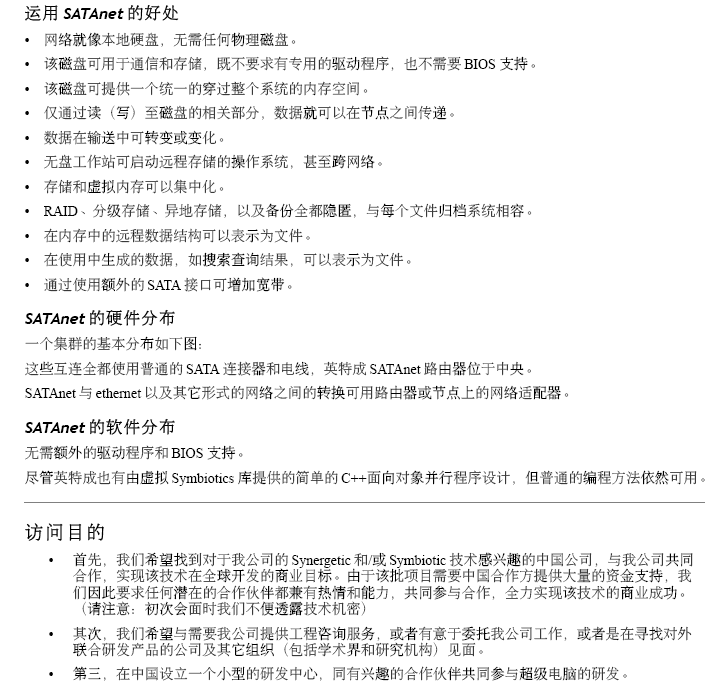 运用 SATAnet 的好处
• 网络就像本地硬盘，无需任何物理磁盘。
• 该磁盘可用于通信和存储，既不要求有专用的驱动程序，也不需要 BIOS 支持。
• 该磁盘可提供一个统一的穿过整个系统的内存空间。
• 仅通过读（写）至磁盘的相关部分，数据就可以在节点之间传递。
• 数据在输送中可转变或变化。
• 无盘工作站可启动远程存储的操作系统，甚至跨网络。
• 存储和虚拟内存可以集中化。
• RAID、分级存储、异地存储，以及备份全都隐匿，与每个文件归档系统相容。
• 在内存中的远程数据结构可以表示为文件。
• 在使用中生成的数据，如搜索查询结果，可以表示为文件。
• 通过使用额外的 SATA 接口可增加宽带。
SATAnet 的硬件分布
一个集群的基本分布如下图：
这些互连全都使用普通的 SATA 连接器和电线，英特成 SATAnet 路由器位于中央。
SATAnet 与 ethernet 以及其它形式的网络之间的转换可用路由器或节点上的网络适配器。
SATAnet 的软件分布
无需额外的驱动程序和 BIOS 支持。
尽管英特成也有由虚拟 Symbiotics 库提供的简单的 C++面向对象并行程序设计，但普通的编程方法依然可用。
访问目的
• 首先，我们希望找到对于我公司的 Synergetic 和/或 Symbiotic 技术感兴趣的中国公司，与我公司共同
合作，实现该技术在全球开发的商业目标。由于该批项目需要中国合作方提供大量的资金支持，我
们因此要求任何潜在的合作伙伴都兼有热情和能力，共同参与合作，全力实现该技术的商业成功。
（请注意：初次会面时我们不便透露技术机密）
• 其次，我们希望与需要我公司提供工程咨询服务，或者有意于委托我公司工作，或者是在寻找对外
联合研发产品的公司及其它组织（包括学术界和研究机构）见面。
• 第三，在中国设立一个小型的研发中心，同有兴趣的合作伙伴共同参与超级电脑的研发。